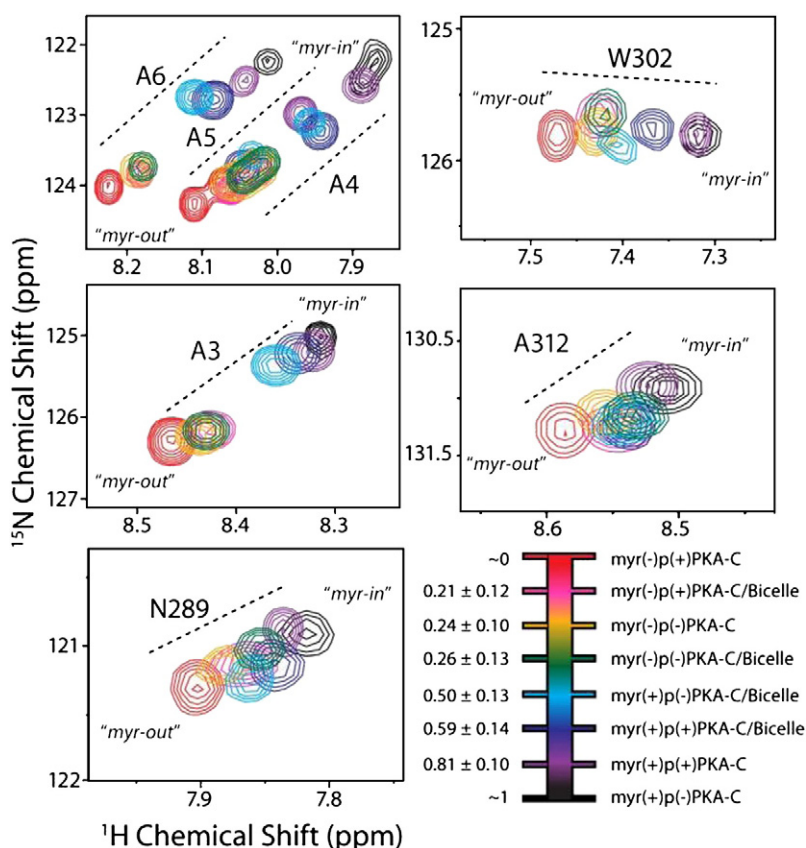 122
123
124
8.2 8.1 8.0 7.9
A6
A5
A4
"myr-in"
"myr-out"
125
126
7.5 7.4 7.3
W302
"myr-out"
"myr-in"
125
126
127
8.5 8.4 8.3
A3
"myr-in"
"myr-out"
130.5
131.5
8.6 8.5
A312
"myr-in"
"myr-out"
121
122
7.9 7.8
N289
"myr-in"
"myr-out"
¹⁵N Chemical Shift (ppm)
¹H Chemical Shift (ppm)
~0 myr(-)p(+)PKA-C
0.21 ± 0.12 myr(-)p(+)PKA-C/Bicelle
0.24 ± 0.10 myr(-)p(-)PKA-C
0.26 ± 0.13 myr(-)p(-)PKA-C/Bicelle
0.50 ± 0.13 myr(+)p(-)PKA-C/Bicelle
0.59 ± 0.14 myr(+)p(+)PKA-C/Bicelle
0.81 ± 0.10 myr(+)p(+)PKA-C
~1 myr(+)p(-)PKA-C